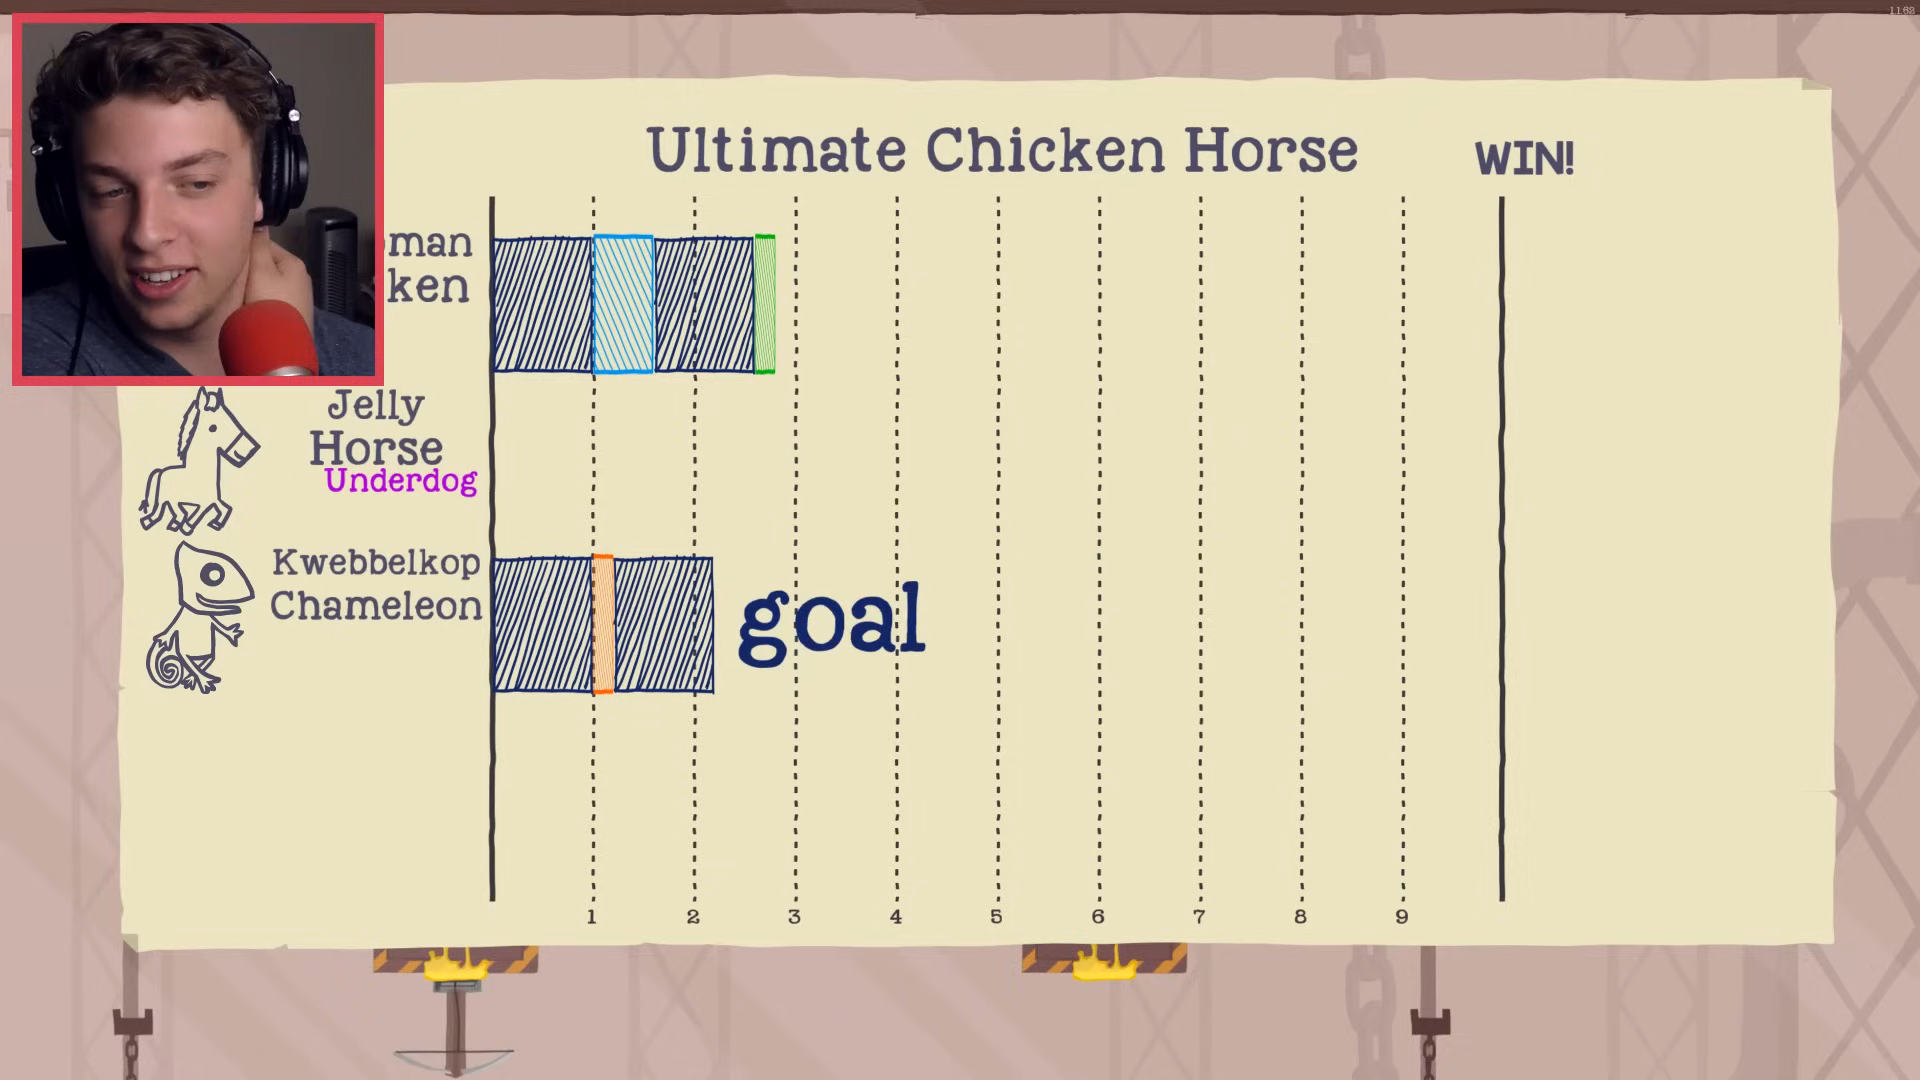 1162
Ultimate Chicken Horse
WIN!
man
ken
Jelly
Horse
Underdog
Kwebbelkop
Chameleon
goal
1 2 3 4 5 6 7 8 9